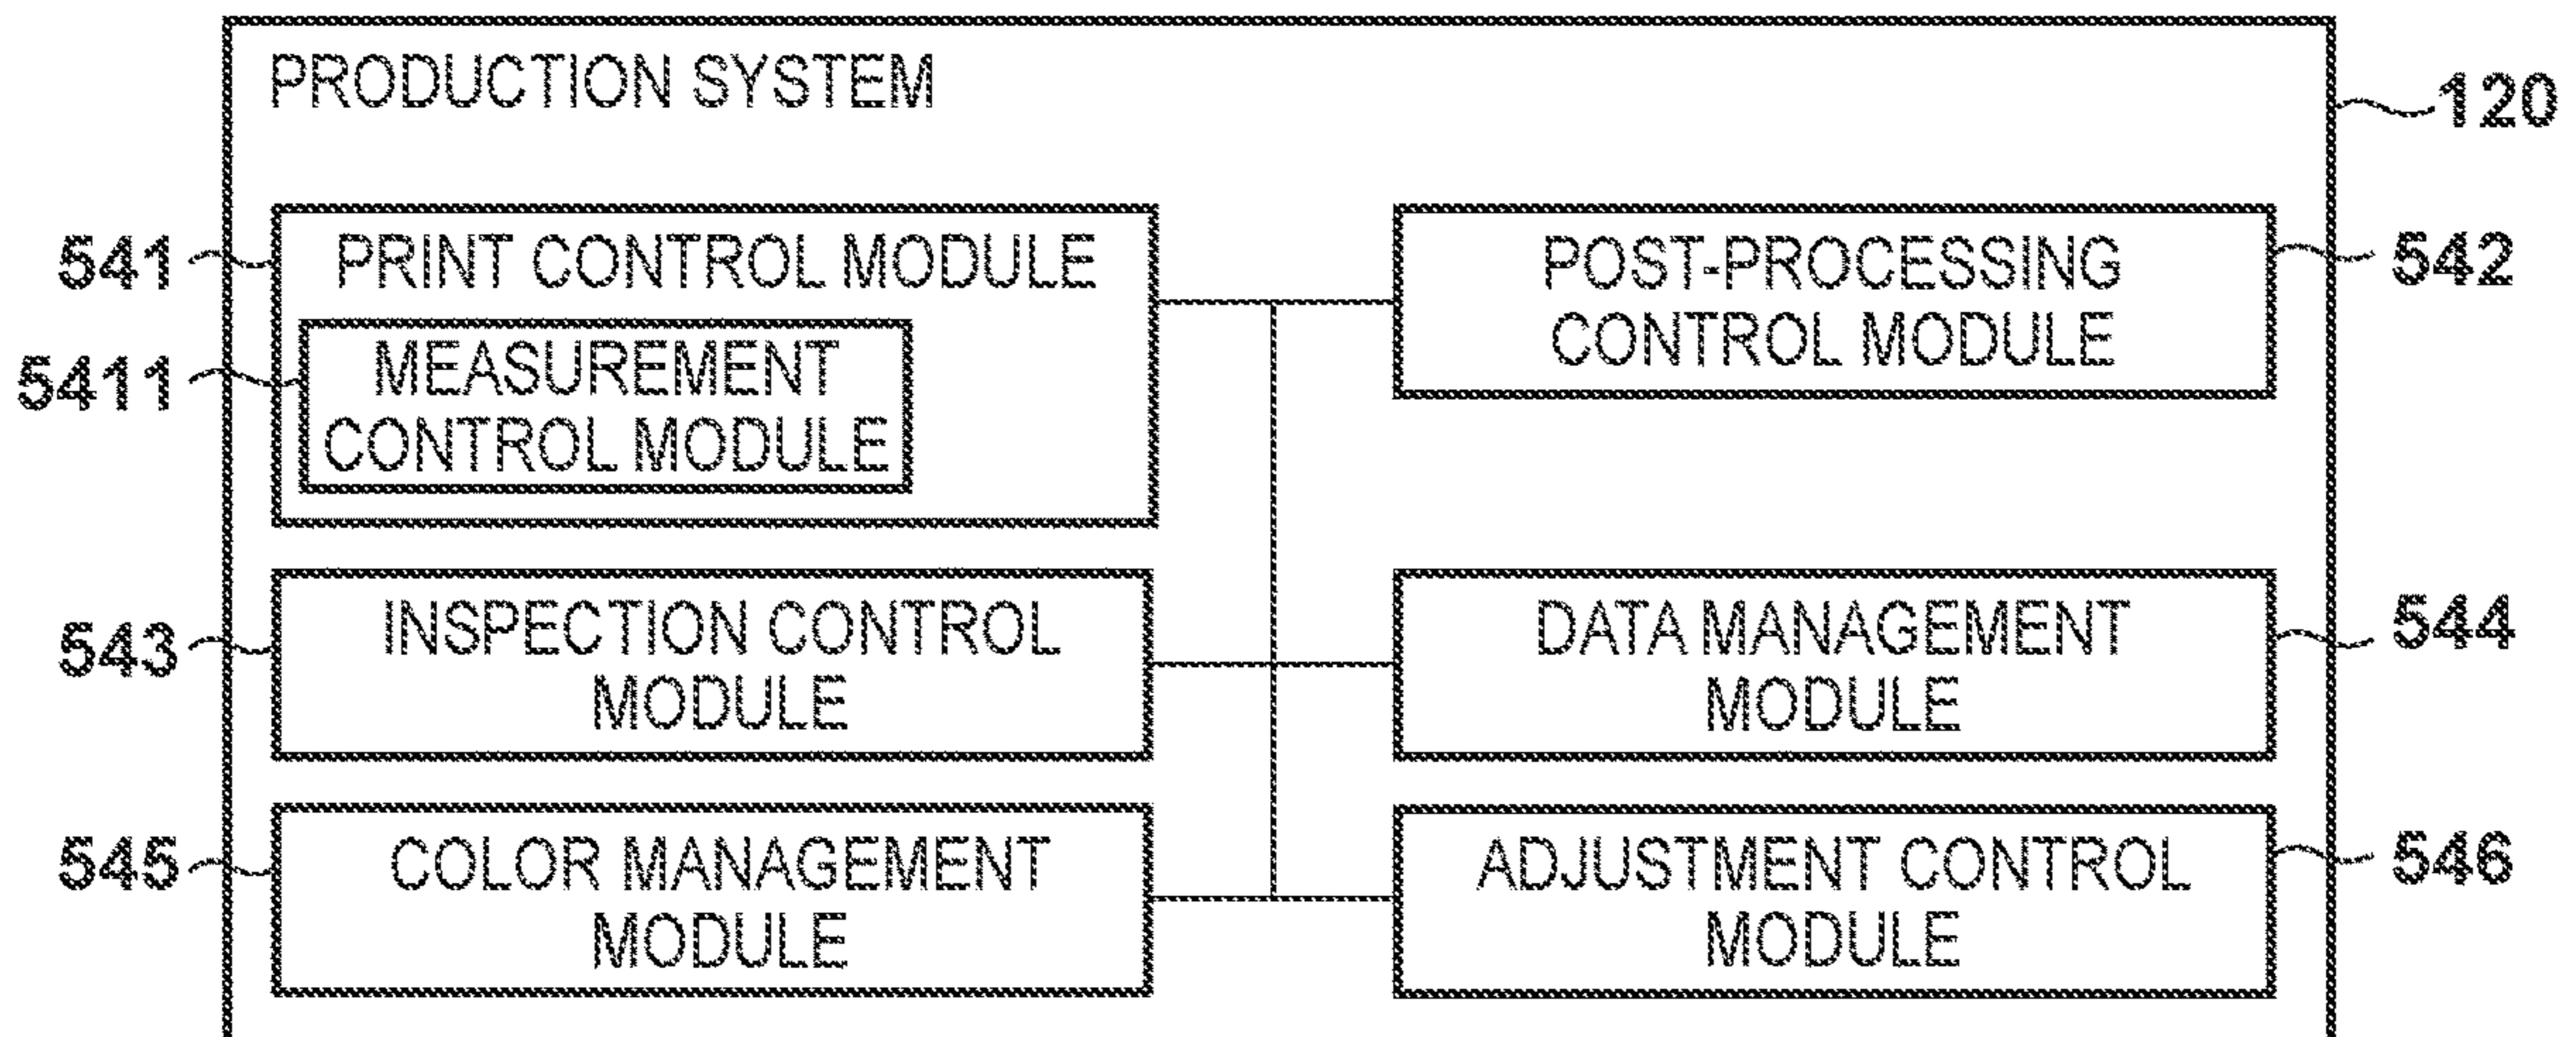 PRODUCTION SYSTEM
120
541
PRINT CONTROL MODULE
5411
MEASUREMENT
CONTROL MODULE
POST-PROCESSING
CONTROL MODULE
542
543
INSPECTION CONTROL
MODULE
DATA MANAGEMENT
MODULE
544
545
COLOR MANAGEMENT
MODULE
ADJUSTMENT CONTROL
MODULE
546